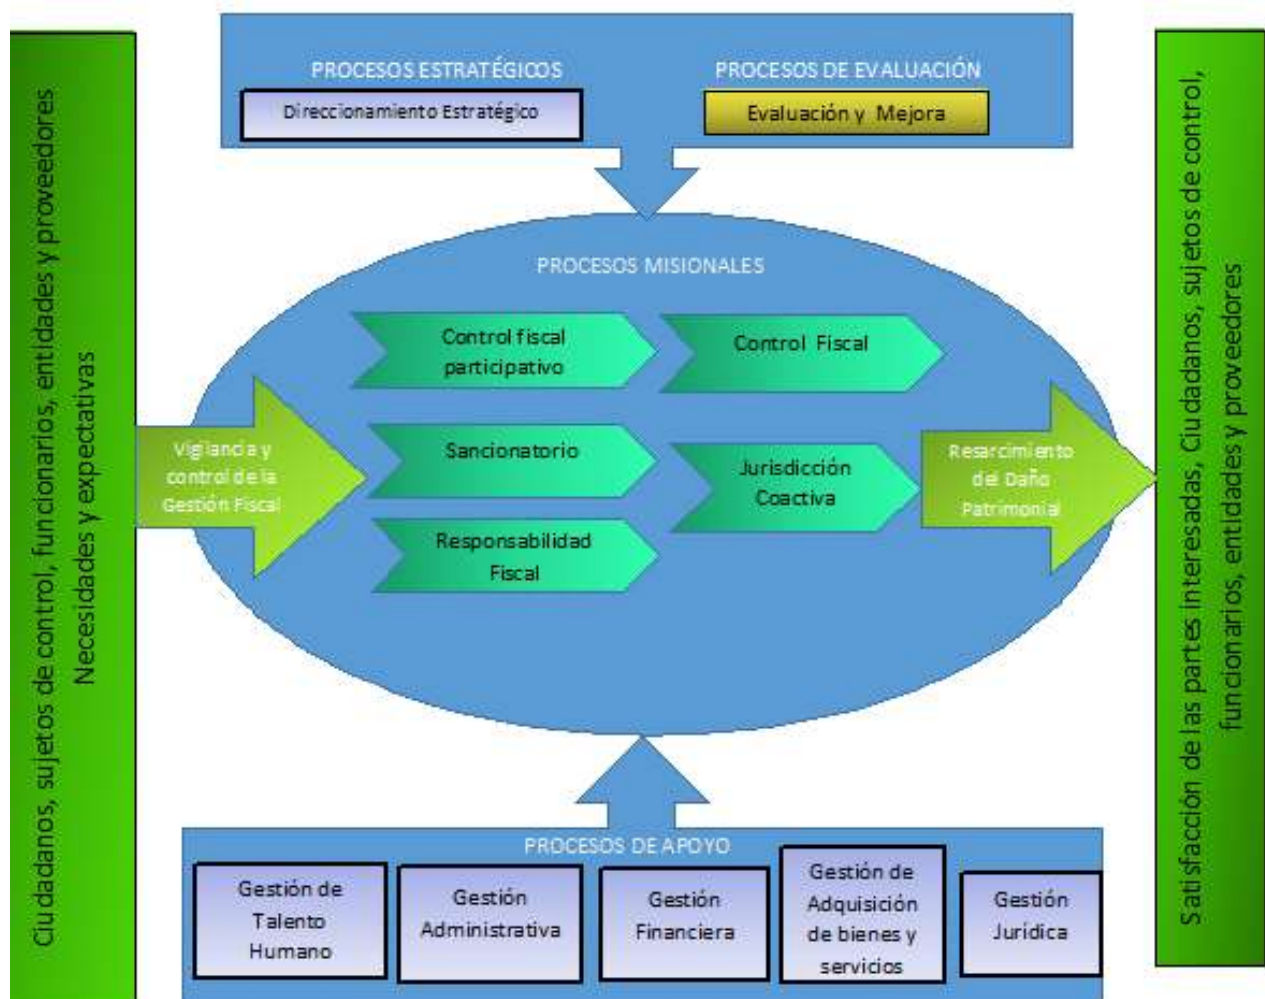 Ciudadanos, sujetos de control, funcionarios, entidades y proveedores
Necesidades y expectativas
PROCESOS ESTRATÉGICOS
Direccionamiento Estratégico
PROCESOS DE EVALUACIÓN
Evaluación y Mejora
PROCESOS MISIONALES
Control fiscal
participativo
Control Fiscal
Vigilancia y
control de la
Gestión Fiscal
Sancionatorio
Jurisdicción
Coactiva
Responsabilidad
Fiscal
Resarcimiento
del Daño
Patrimonial
PROCESOS DE APOYO
Gestión de
Talento
Humano
Gestión
Administrativa
Gestión
Financiera
Gestión de
Adquisición
de bienes y
servicios
Gestión
Jurídica
Satisfacción de las partes interesadas, Ciudadanos, sujetos de control,
funcionarios, entidades y proveedores